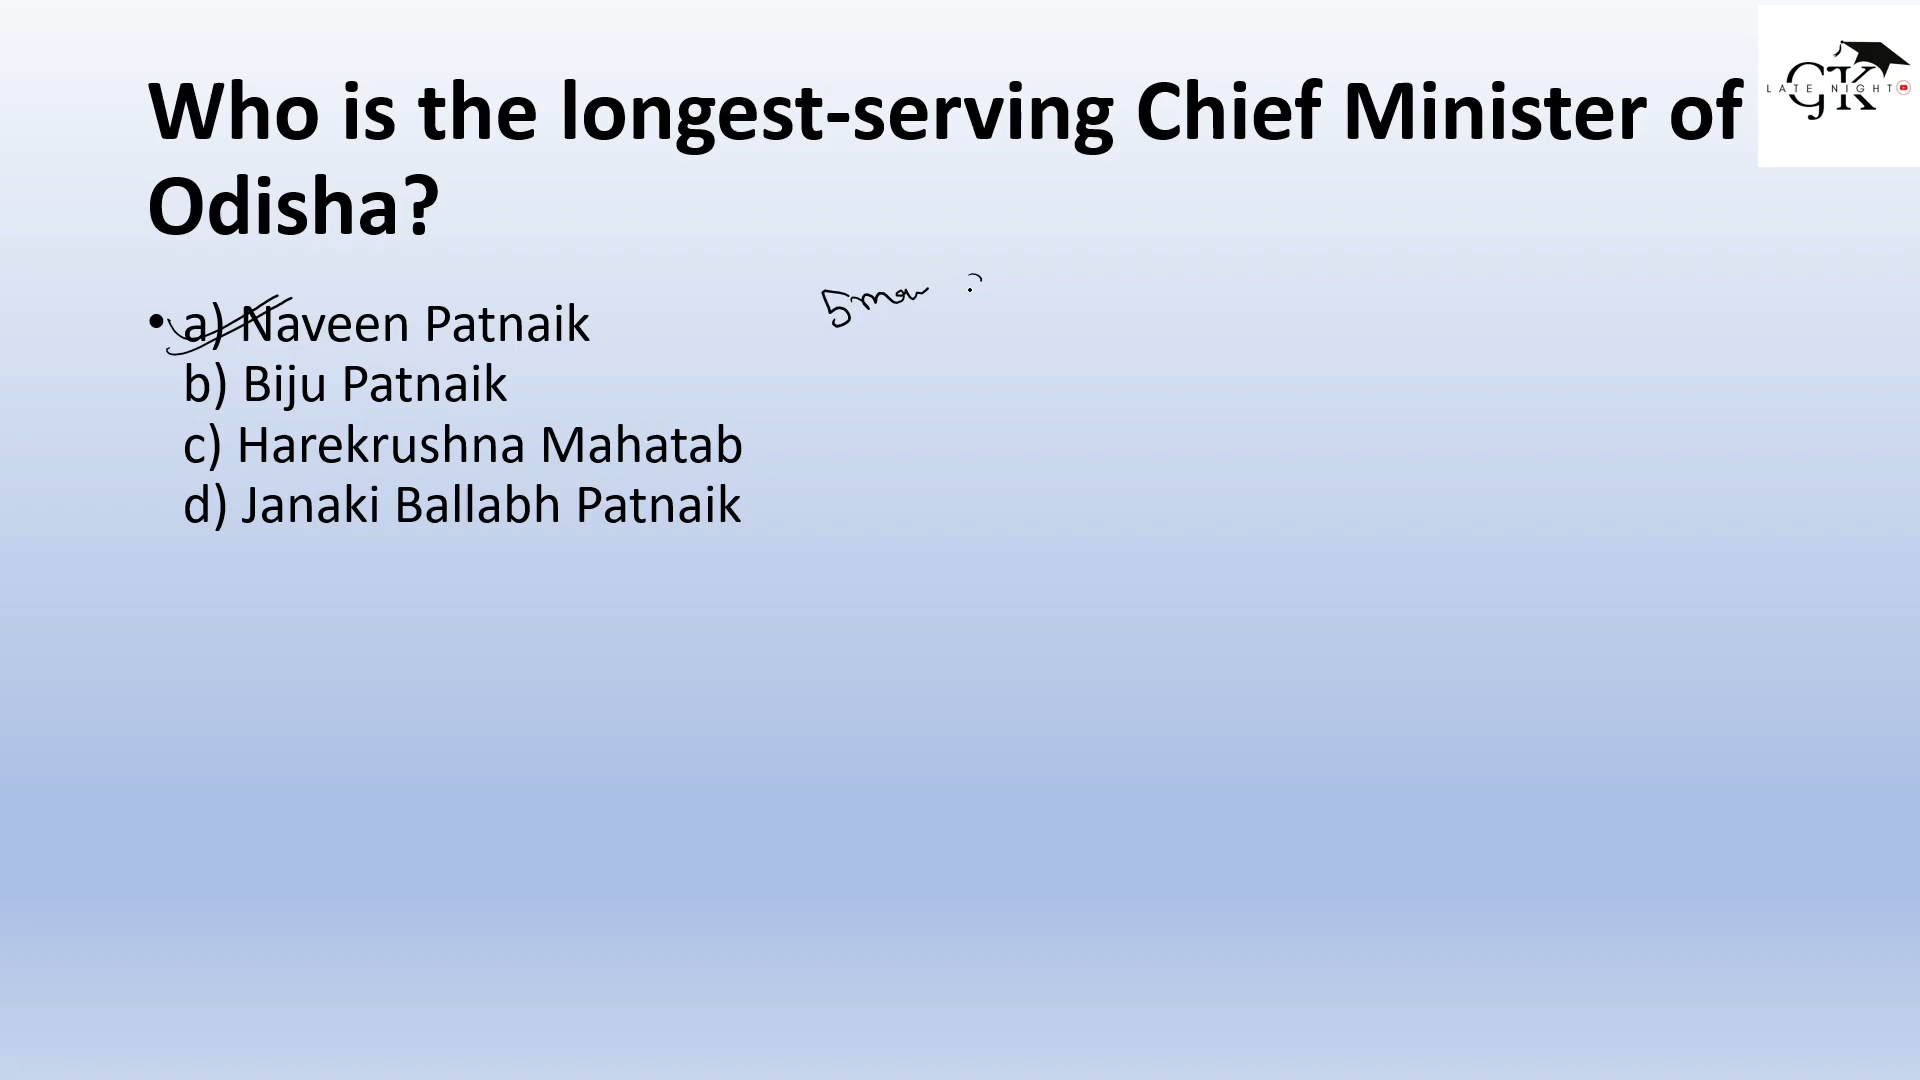 Who is the longest-serving Chief Minister of
Odisha?
GK
LATE NIGHT
• a) Naveen Patnaik
b) Biju Patnaik
c) Harekrushna Mahatab
d) Janaki Ballabh Patnaik
5